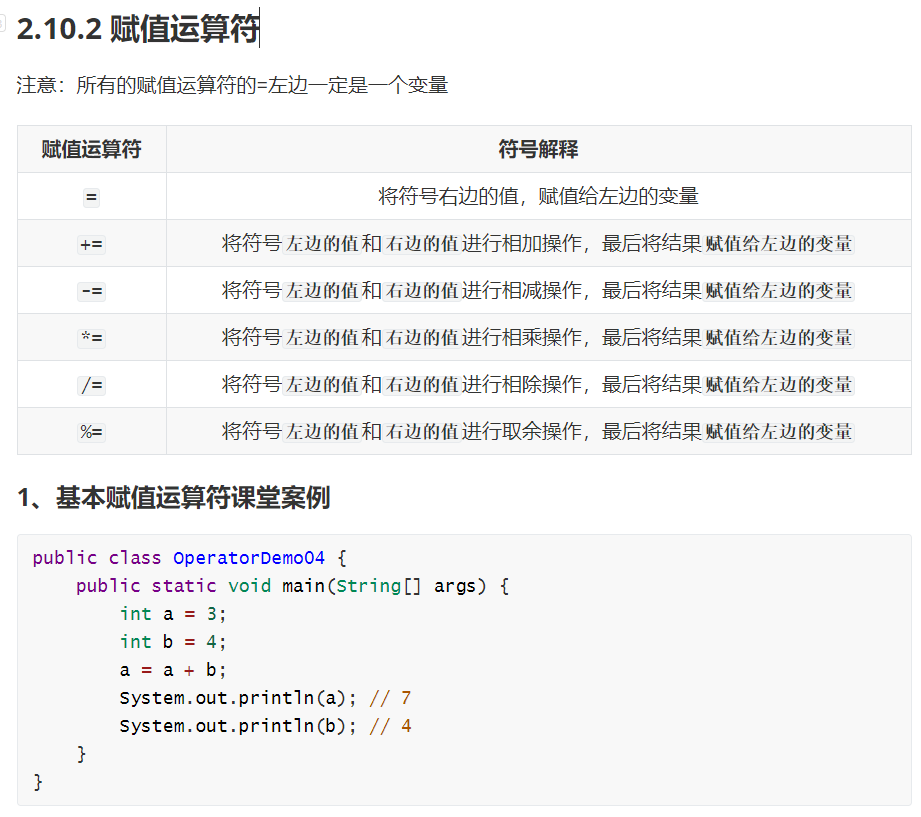 2.10.2 赋值运算符
注意：所有的赋值运算符的=左边一定是一个变量
赋值运算符 符号解释
= 将符号右边的值，赋值给左边的变量
+= 将符号左边的值和右边的值进行相加操作，最后将结果赋值给左边的变量
-= 将符号左边的值和右边的值进行相减操作，最后将结果赋值给左边的变量
*= 将符号左边的值和右边的值进行相乘操作，最后将结果赋值给左边的变量
/= 将符号左边的值和右边的值进行相除操作，最后将结果赋值给左边的变量
%= 将符号左边的值和右边的值进行取余操作，最后将结果赋值给左边的变量
1、基本赋值运算符课堂案例
public class OperatorDemo04 {
    public static void main(String[] args) {
        int a = 3;
        int b = 4;
        a = a + b;
        System.out.println(a); // 7
        System.out.println(b); // 4
    }
}